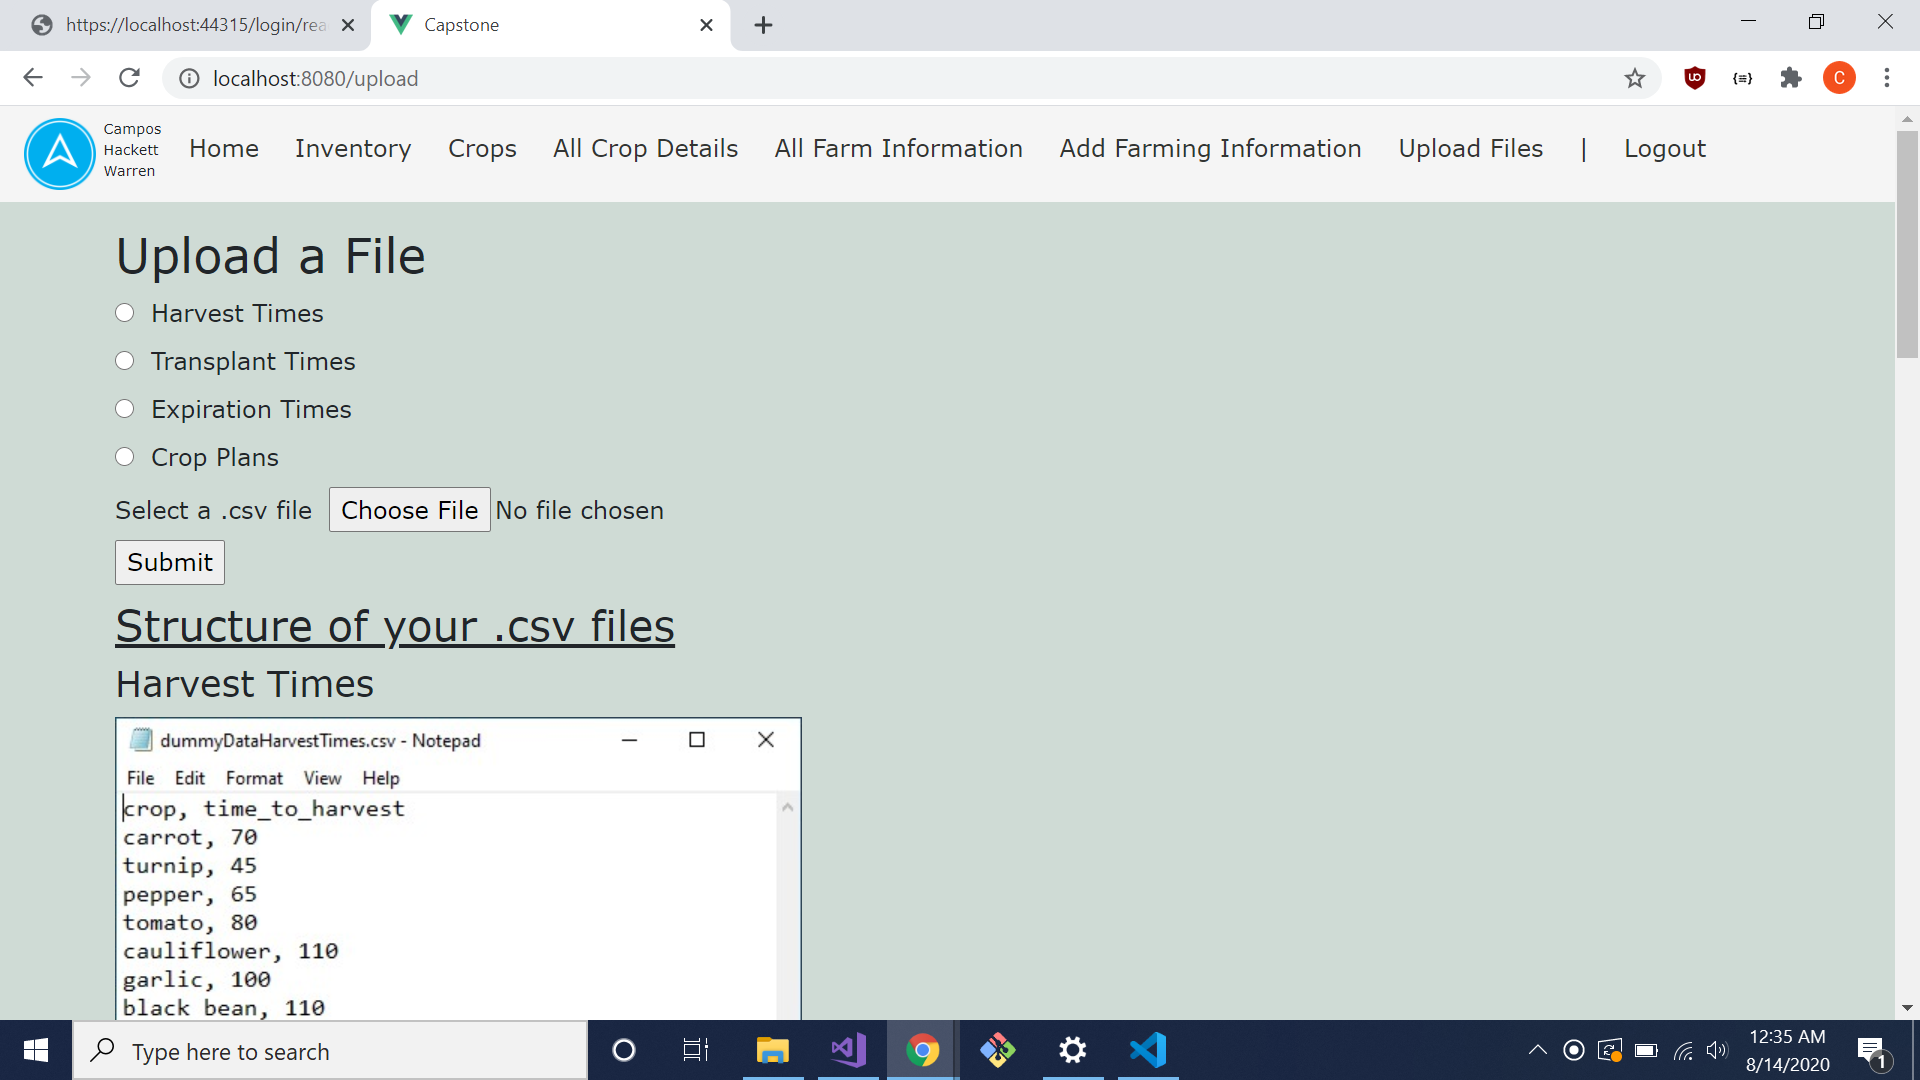 https://localhost:44315/login/rea
Capstone
localhost:8080/upload
C
Campos
Hackett
Warren
Home Inventory Crops All Crop Details All Farm Information Add Farming Information Upload Files | Logout
Upload a File
Harvest Times
Transplant Times
Expiration Times
Crop Plans
Select a .csv file Choose File No file chosen
Submit
Structure of your .csv files
Harvest Times
dummyDataHarvestTimes.csv - Notepad
File Edit Format View Help
crop, time_to_harvest
carrot, 70
turnip, 45
pepper, 65
tomato, 80
cauliflower, 110
garlic, 100
black bean, 110
Type here to search
12:35 AM
8/14/2020
1